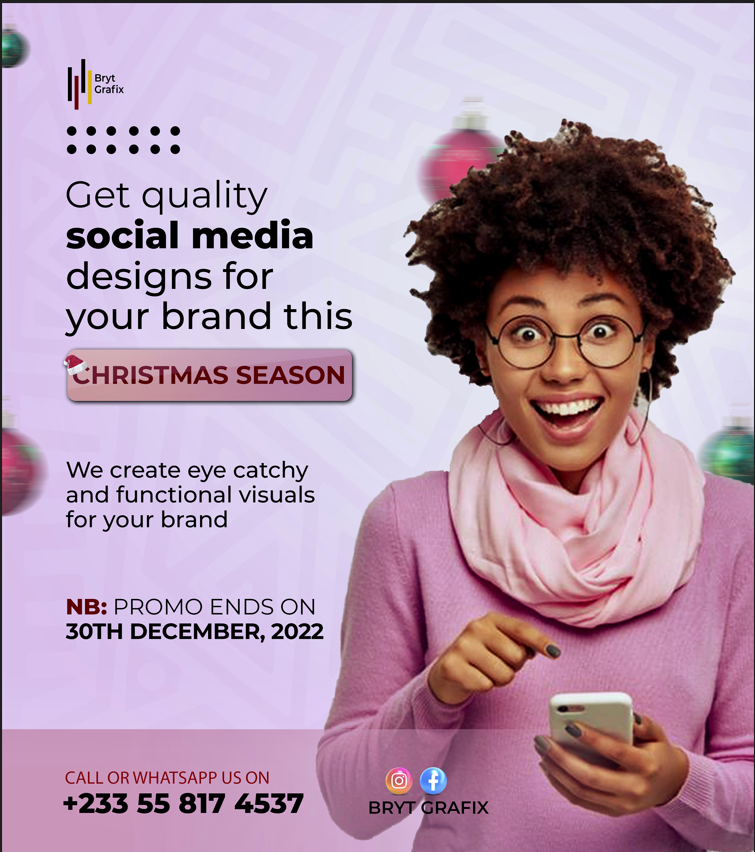 Bryt
Grafix
Get quality
social media
designs for
your brand this
CHRISTMAS SEASON
We create eye catchy
and functional visuals
for your brand
NB: PROMO ENDS ON
30TH DECEMBER, 2022
CALL OR WHATSAPP US ON
+233 55 817 4537
BRYT GRAFIX